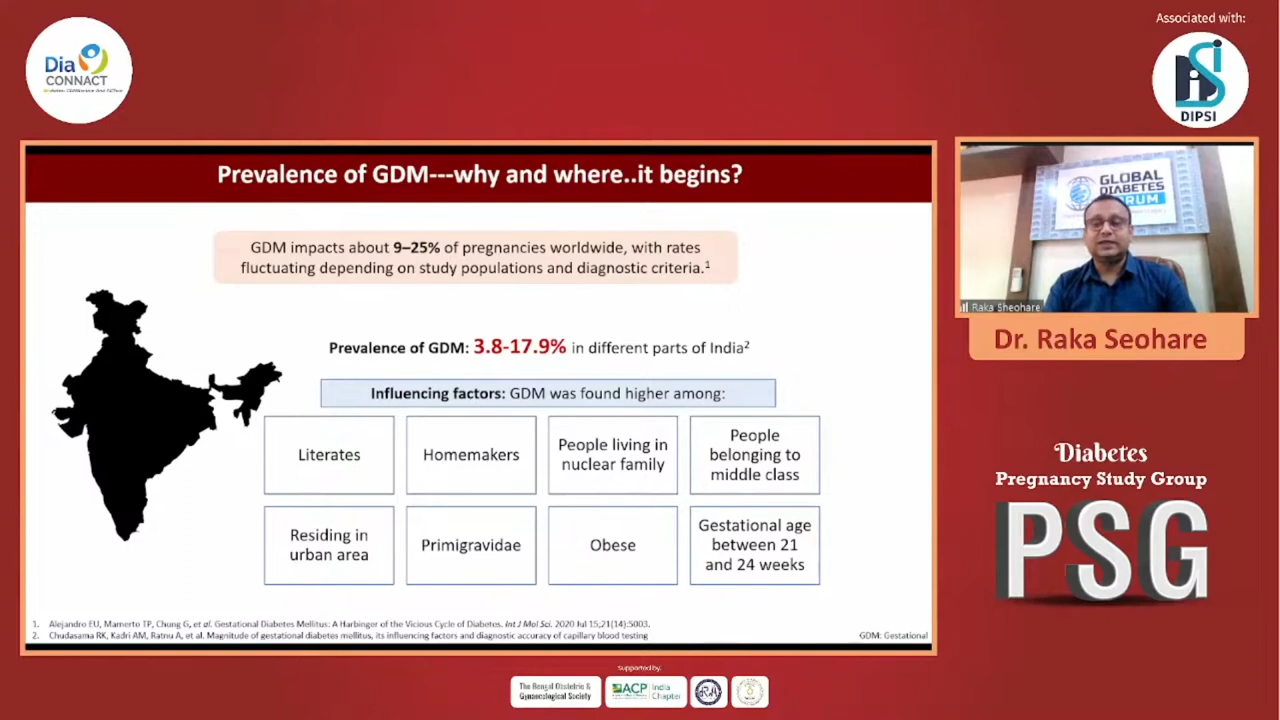 Associated with:
Dia
CONNACT
DIPSI
Prevalence of GDM---why and where..it begins?
GDM impacts about 9–25% of pregnancies worldwide, with rates
fluctuating depending on study populations and diagnostic criteria.1
Prevalence of GDM: 3.8-17.9% in different parts of India2
Influencing factors: GDM was found higher among:
Literates
Homemakers
People living in
nuclear family
People
belonging to
middle class
Residing in
urban area
Primigravidae
Obese
Gestational age
between 21
and 24 weeks
1. Alejandro EU, Mamerto TP, Chung G, et al. Gestational Diabetes Mellitus: A Harbinger of the Vicious Cycle of Diabetes. Int J Mol Sci. 2020 Jul 15;21(14):5003.
2. Chudasama RK, Kadri AM, Ratnu A, et al. Magnitude of gestational diabetes mellitus, its influencing factors and diagnostic accuracy of capillary blood testing
GDM: Gestational
GLOBAL
DIABETES
FORUM
Raka Sheohare
Dr. Raka Seohare
Diabetes
Pregnancy Study Group
PSG
supported by:
The Bengal Obstetric &
Gynaecological Society
ACP
India
Chapter